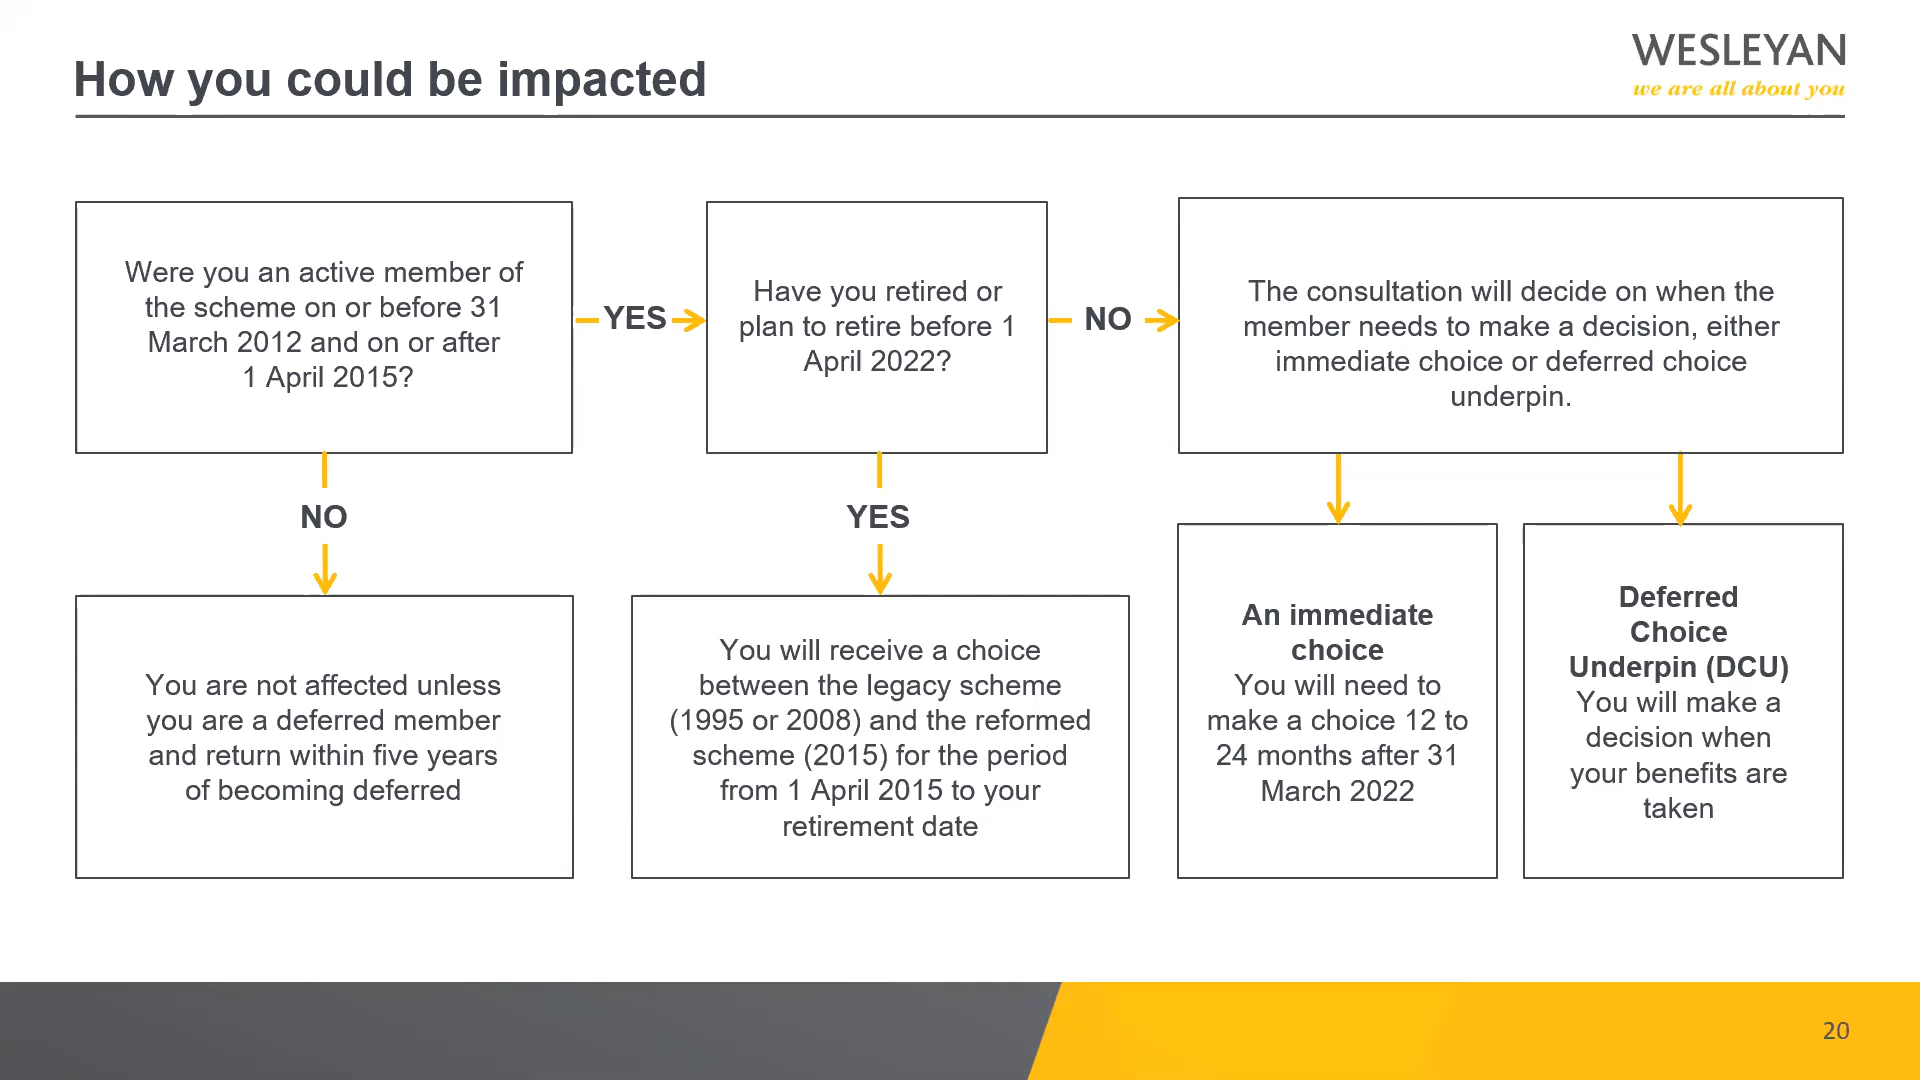 How you could be impacted
WESLEYAN
we are all about you
Were you an active member of
the scheme on or before 31
March 2012 and on or after
1 April 2015?
YES
Have you retired or
plan to retire before 1
April 2022?
NO
The consultation will decide on when the
member needs to make a decision, either
immediate choice or deferred choice
underpin.
NO
YES
You are not affected unless
you are a deferred member
and return within five years
of becoming deferred
You will receive a choice
between the legacy scheme
(1995 or 2008) and the reformed
scheme (2015) for the period
from 1 April 2015 to your
retirement date
An immediate
choice
You will need to
make a choice 12 to
24 months after 31
March 2022
Deferred
Choice
Underpin (DCU)
You will make a
decision when
your benefits are
taken
20